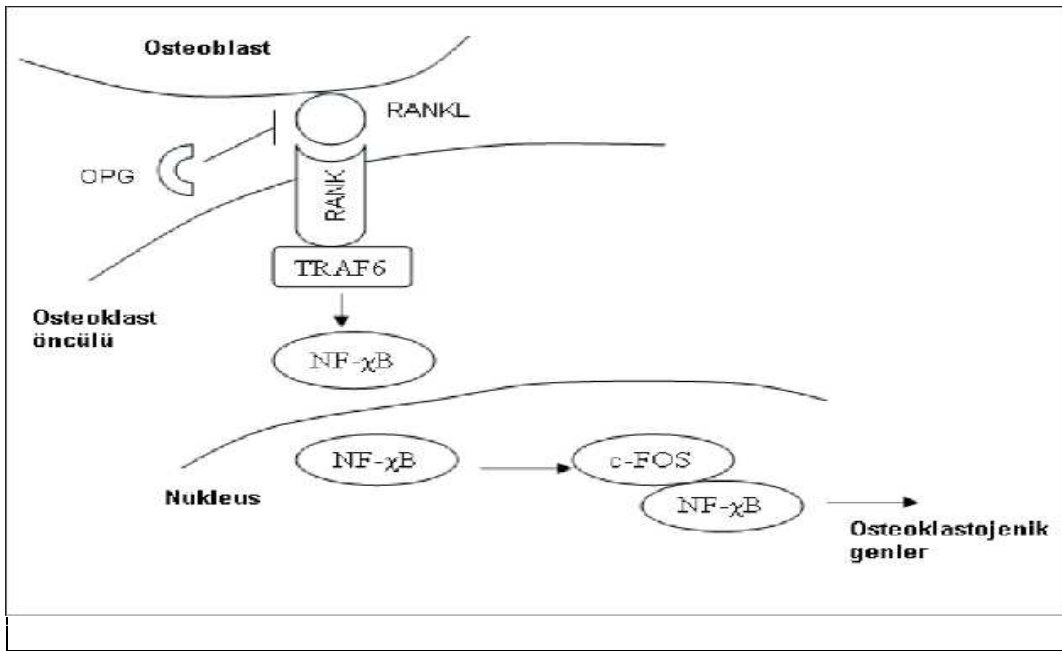 Osteoblast
RANKL
OPG
RANK
TRAF6
Osteoklast
öncülü
NF-χB
NF-χB
c-FOS
Nukleus
NF-χB
Osteoklastojenik
genler